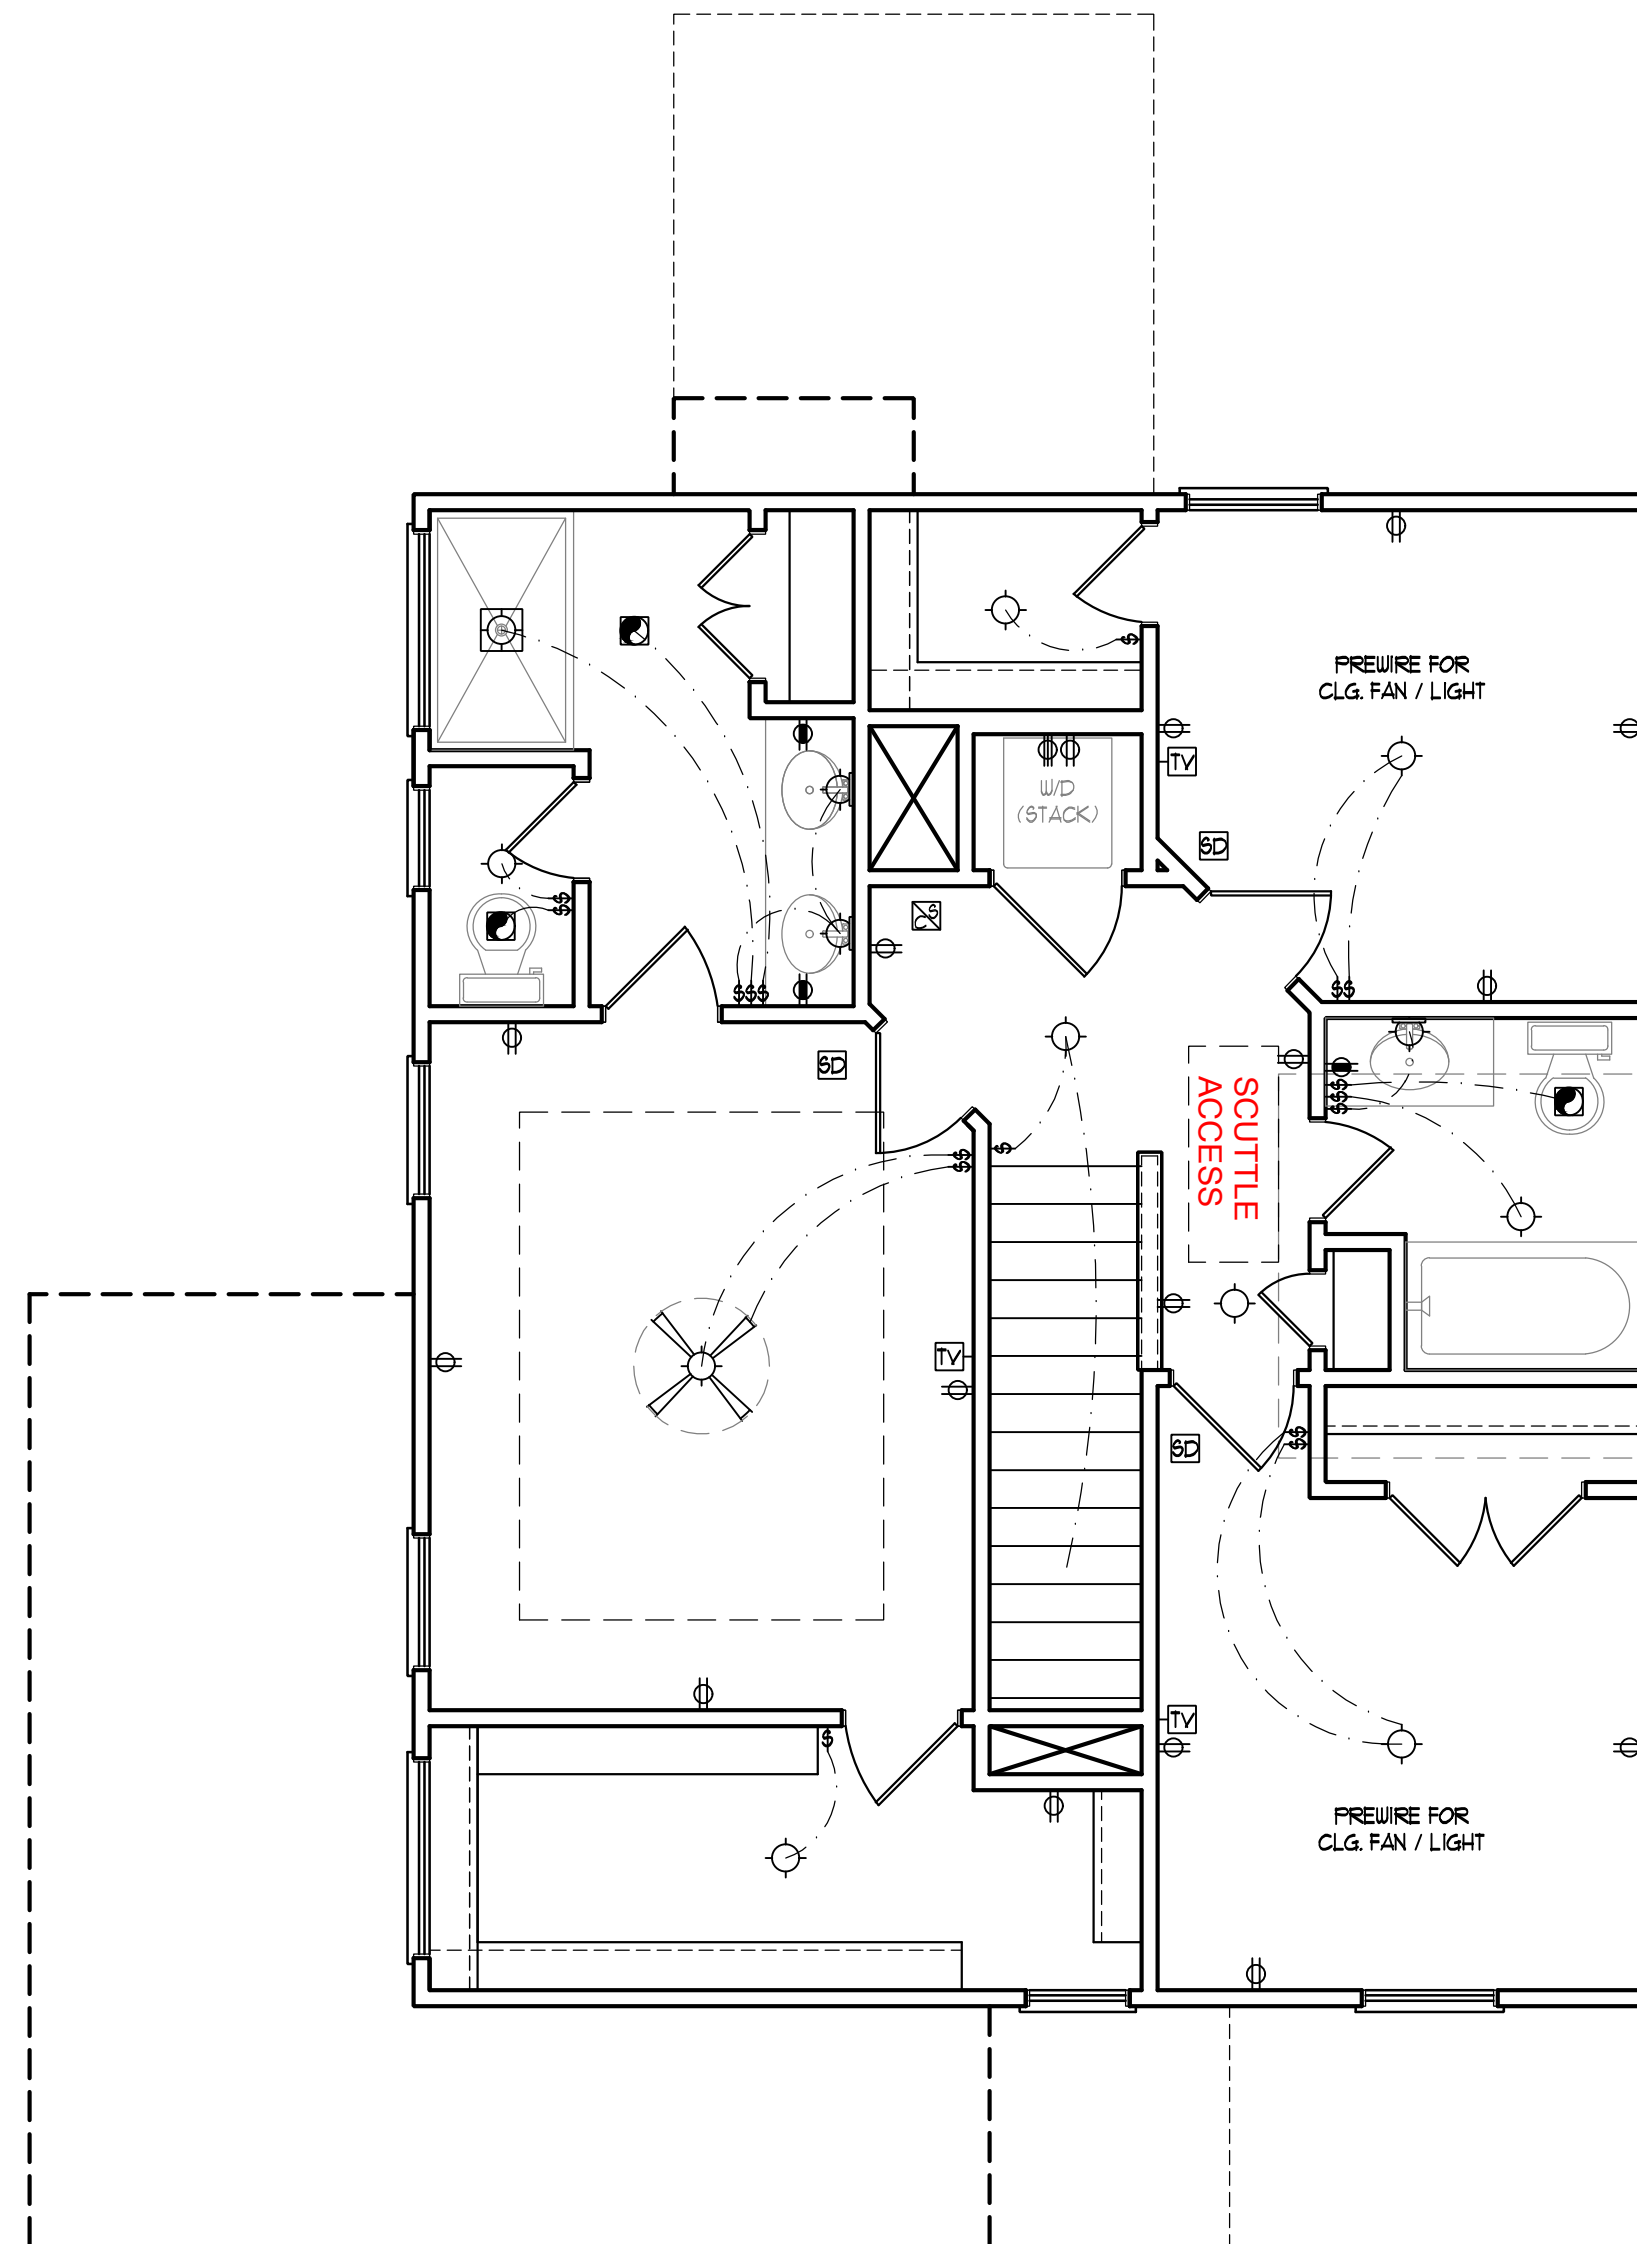 PREWIRE FOR
CLG. FAN / LIGHT
$
TV
W/D
(STACK)
SD
$$
C/S
$$$
$$
SD
SCUTTLE
ACCESS
$$$
$
$$
TV
$$
SD
TV
$
PREWIRE FOR
CLG. FAN / LIGHT